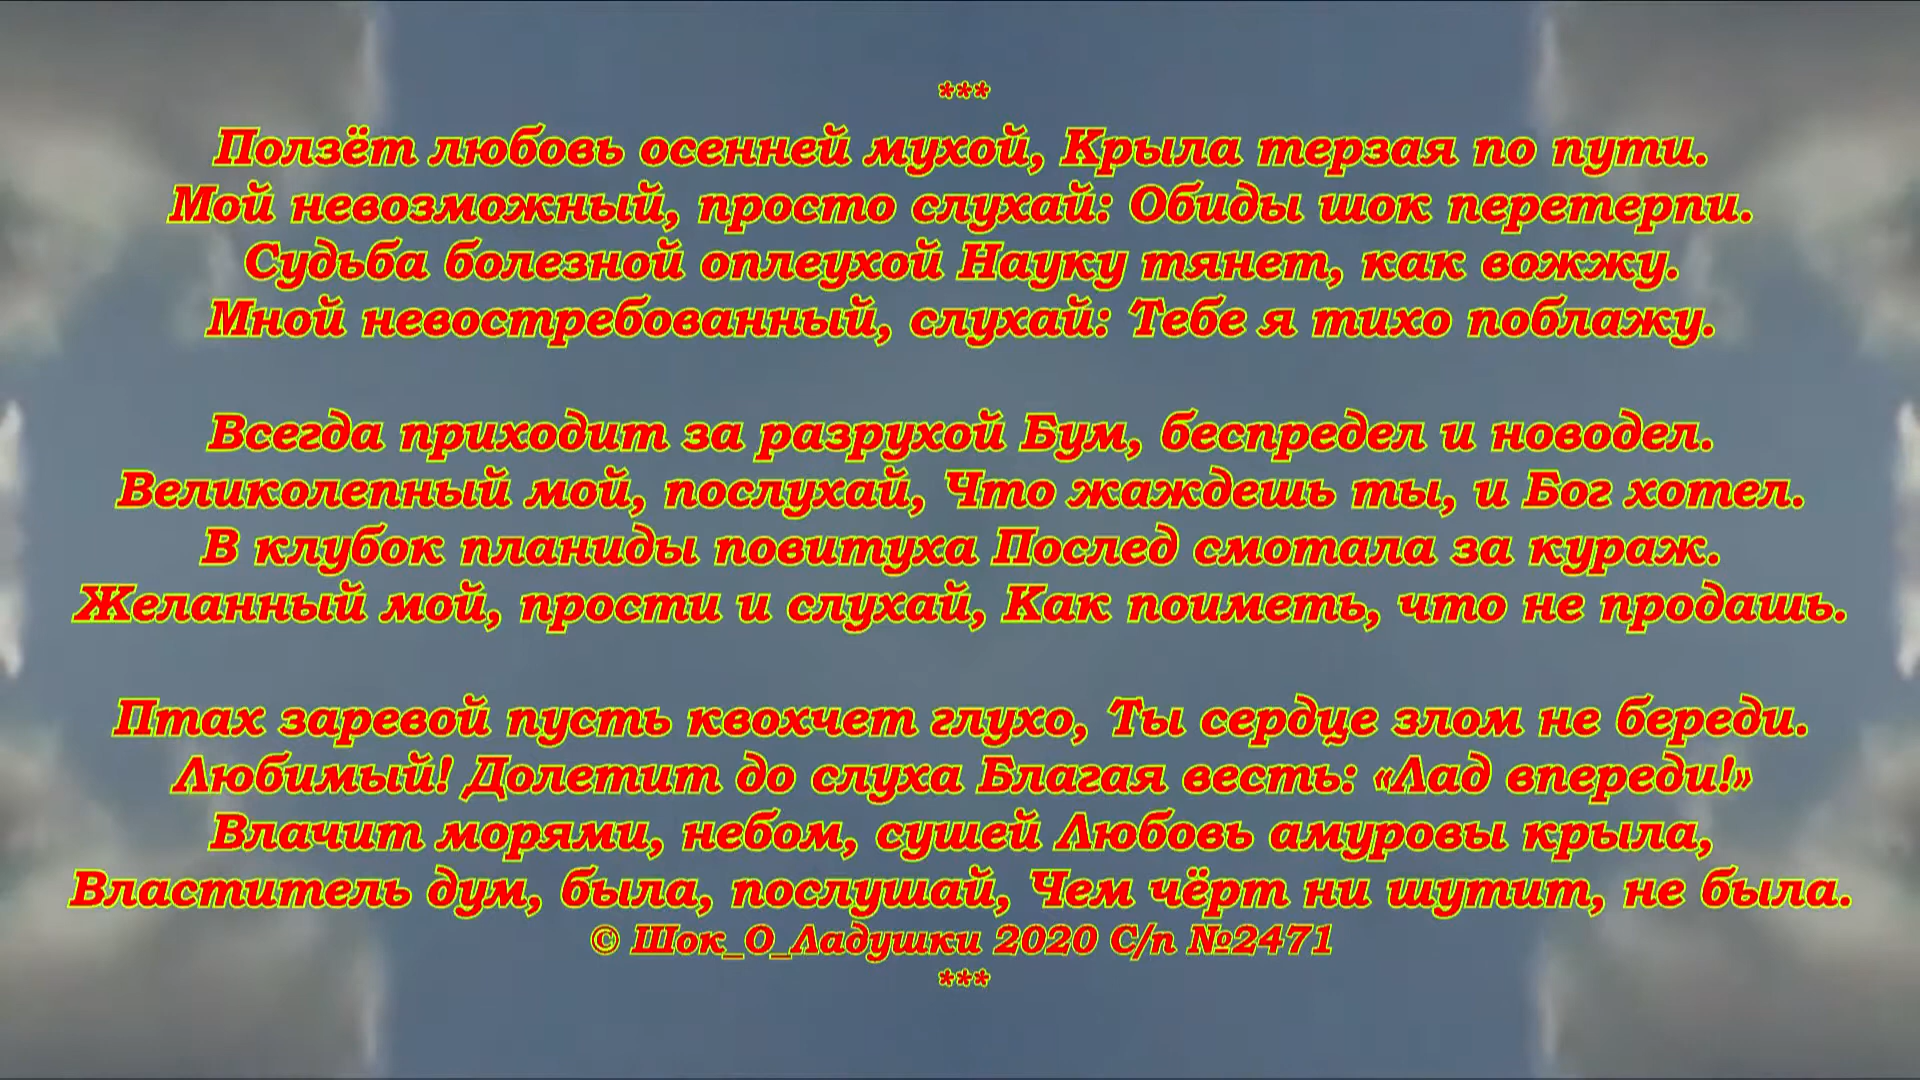 ***
Ползёт любовь осенней мухой, Крыла терзая по пути.
Мой невозможный, просто слухай: Обиды шок перетерпи.
Судьба болезной оплеухой Науку тянет, как вожжу.
Мной невостребованный, слухай: Тебе я тихо поблажу.
Всегда приходит за разрухой Бум, беспредел и новодел.
Великолепный мой, послухай, Что жаждешь ты, и Бог хотел.
В клубок планиды повитуха Послед смотала за кураж.
Желанный мой, прости и слухай, Как поиметь, что не продашь.
Птах заревой пусть квохчет глухо, Ты сердце злом не береди.
Любимый! Долетит до слуха Благая весть: «Лад впереди!»
Влачит морями, небом, сушей Любовь амуровы крыла,
Властитель дум, была, послушай, Чем чёрт ни шутит, не была.
© Шок_О_Ладушки 2020 С/п №2471
***